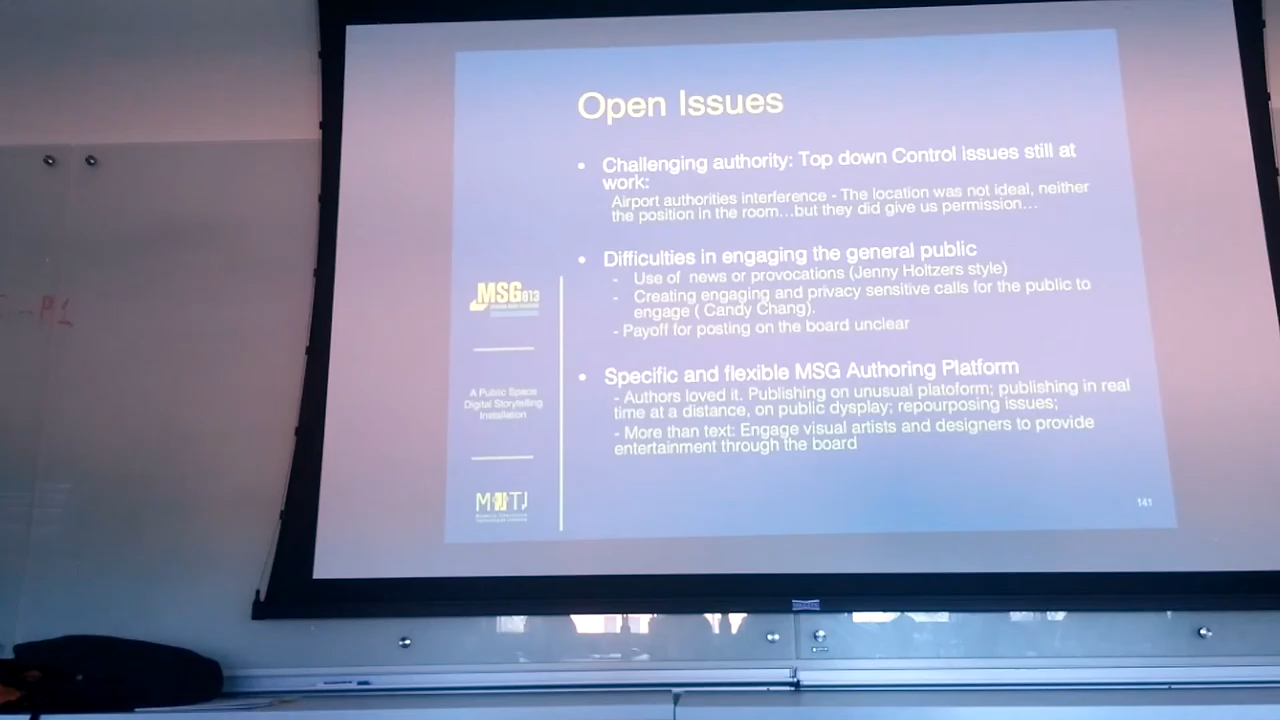 Open Issues
• Challenging authority: Top down Control issues still at
work:
Airport authorities interference - The location was not ideal, neither
the position in the room...but they did give us permission...
• Difficulties in engaging the general public
- Use of news or provocations (Jenny Holtzers style)
- Creating engaging and privacy sensitive calls for the public to
engage ( Candy Chang).
- Payoff for posting on the board unclear
• Specific and flexible MSG Authoring Platform
- Authors loved it. Publishing on unusual platoform; publishing in real
time at a distance, on public dysplay; repourposing issues;
- More than text: Engage visual artists and designers to provide
entertainment through the board
MSG813
A Public Space
Digital Storytelling
Installation
141
-P1